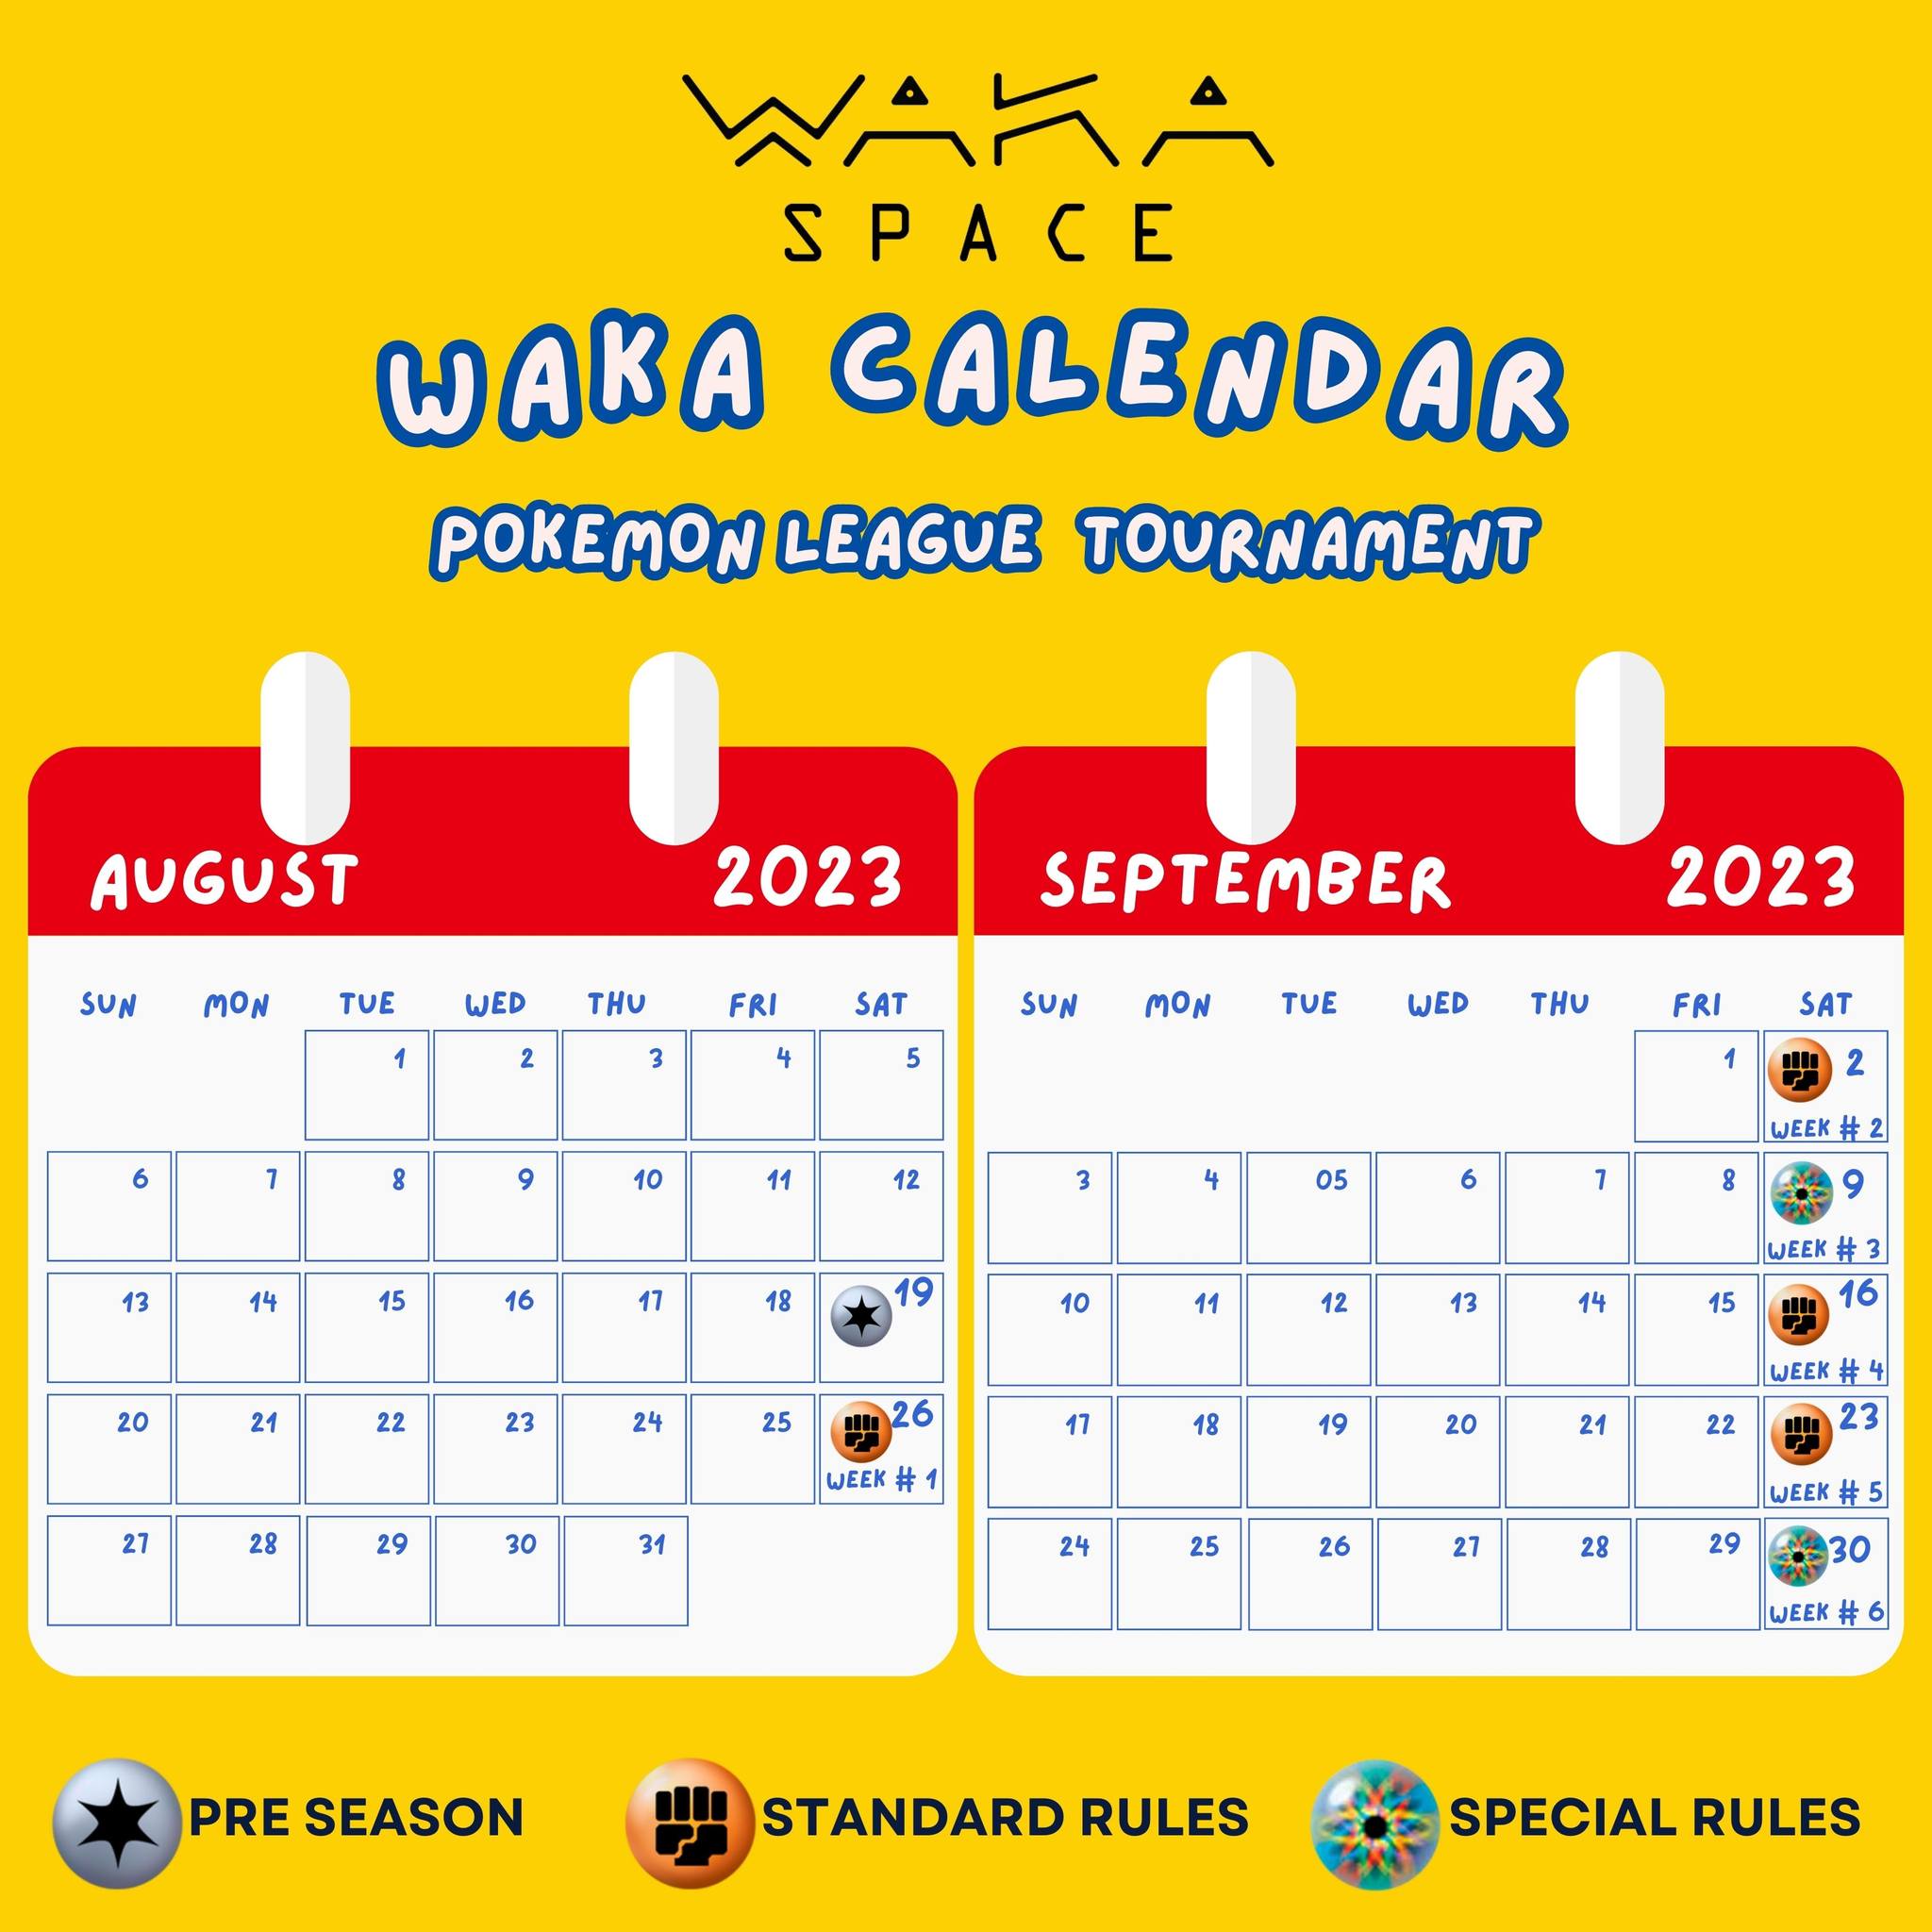 WAKA
SPACE
WAKA CALENDAR
POKEMON LEAGUE TOURNAMENT
AUGUST 2023
SUN MON TUE WED THU FRI SAT
1 2 3 4 5
6 7 8 9 10 11 12
13 14 15 16 17 18 19
20 21 22 23 24 25 26
WEEK # 1
27 28 29 30 31
SEPTEMBER 2023
SUN MON TUE WED THU FRI SAT
1 2
WEEK # 2
3 4 05 6 7 8 9
WEEK # 3
10 11 12 13 14 15 16
WEEK # 4
17 18 19 20 21 22 23
WEEK # 5
24 25 26 27 28 29 30
WEEK # 6
PRE SEASON
STANDARD RULES
SPECIAL RULES